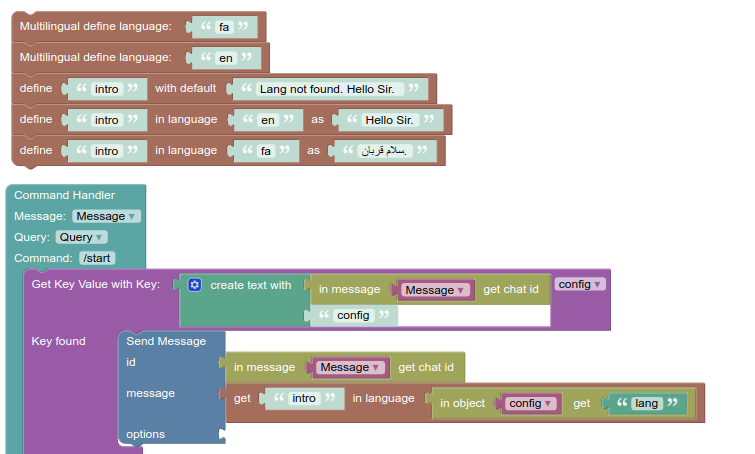 Multilingual define language: “ fa ”
Multilingual define language: “ en ”
define “ intro ” with default “ Lang not found. Hello Sir. ”
define “ intro ” in language “ en ” as “ Hello Sir. ”
define “ intro ” in language “ fa ” as “ سلام قربان. ”
Command Handler
Message: Message ▾
Query: Query ▾
Command: /start
Get Key Value with Key: create text with in message Message ▾ get chat id config ▾
“ config ”
Key found Send Message
id in message Message ▾ get chat id
message get “ intro ” in language in object config ▾ get “ lang ”
options